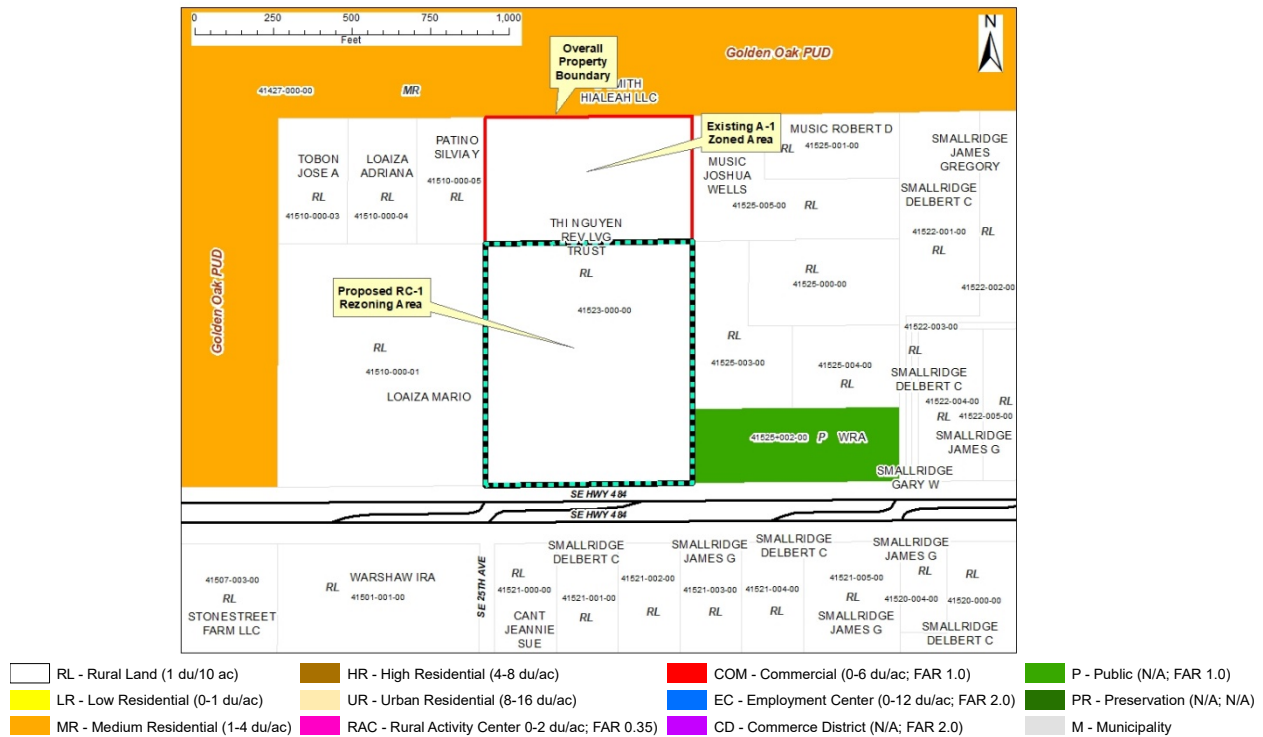 0 250 500 750 1,000
Feet
N
Overall
Property
Boundary
Golden Oak PUD
41427-000-00
MR
MITH
HIALEAH LLC
Existing A-1
Zoned Area
PATINO
SILVIA Y
TOBON
JOSE A
LOAIZA
ADRIANA
41510-000-05
RL
RL
RL
41510-000-03
41510-000-04
MUSIC ROBERT D
RL
41525-001-00
MUSIC
JOSHUA
WELLS
41525-005-00
RL
SMALLRIDGE
JAMES
GREGORY
SMALLRIDGE
DELBERT C
41522-001-00
RL
RL
41522-002-00
THI NGUYEN
REV LVG
TRUST
RL
41523-000-00
Golden Oak PUD
Proposed RC-1
Rezoning Area
RL
41510-000-01
LOAIZA MARIO
RL
41525-000-00
RL
41525-003-00
41525-004-00
RL
41522-003-00
RL
SMALLRIDGE
DELBERT C
41522-004-00
RL
RL
41522-005-00
SMALLRIDGE
JAMES G
41525+002-00
P
WRA
SMALLRIDGE
GARY W
SE HWY 484
SE HWY 484
41507-003-00
RL
STONESTREET
FARM LLC
RL
WARSHAW IRA
41501-001-00
SE 25TH AVE
RL
41521-000-00
CANT
JEANNIE
SUE
SMALLRIDGE
DELBERT C
41521-001-00
RL
41521-002-00
RL
SMALLRIDGE
JAMES G
41521-003-00
RL
SMALLRIDGE
DELBERT C
41521-004-00
RL
41521-005-00
RL
SMALLRIDGE
JAMES G
SMALLRIDGE
JAMES G
RL
41520-004-00
RL
41520-000-00
SMALLRIDGE
DELBERT C
RL - Rural Land (1 du/10 ac)
LR - Low Residential (0-1 du/ac)
MR - Medium Residential (1-4 du/ac)
HR - High Residential (4-8 du/ac)
UR - Urban Residential (8-16 du/ac)
RAC - Rural Activity Center 0-2 du/ac; FAR 0.35)
COM - Commercial (0-6 du/ac; FAR 1.0)
EC - Employment Center (0-12 du/ac; FAR 2.0)
CD - Commerce District (N/A; FAR 2.0)
P - Public (N/A; FAR 1.0)
PR - Preservation (N/A; N/A)
M - Municipality